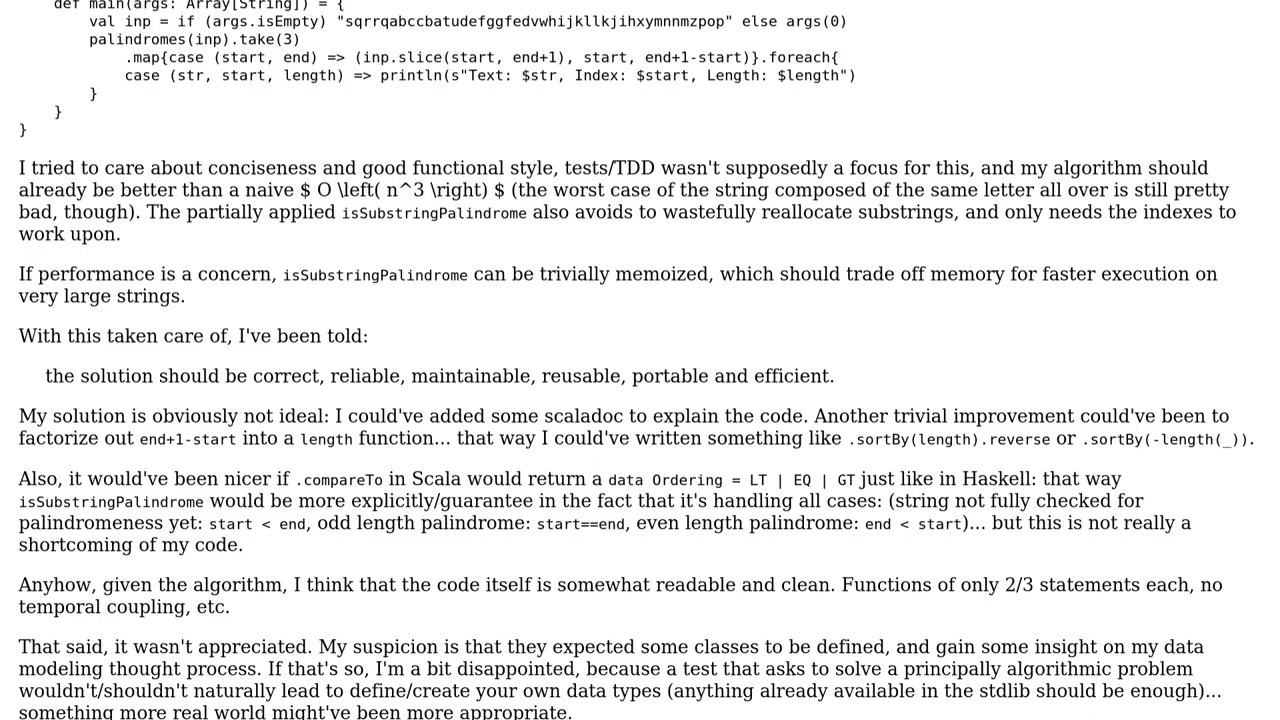 def main(args: Array[String]) = {
val inp = if (args.isEmpty) "sqrrqabccbatudefggfedvwhijkllkjihxymnnmzpop" else args(0)
palindromes(inp).take(3)
.map{case (start, end) => (inp.slice(start, end+1), start, end+1-start)}.foreach{
case (str, start, length) => println(s"Text: $str, Index: $start, Length: $length")
}
}
}
I tried to care about conciseness and good functional style, tests/TDD wasn't supposedly a focus for this, and my algorithm should
already be better than a naive $ O \left( n^3 \right) $ (the worst case of the string composed of the same letter all over is still pretty
bad, though). The partially applied isSubstringPalindrome also avoids to wastefully reallocate substrings, and only needs the indexes to
work upon.
If performance is a concern, isSubstringPalindrome can be trivially memoized, which should trade off memory for faster execution on
very large strings.
With this taken care of, I've been told:
the solution should be correct, reliable, maintainable, reusable, portable and efficient.
My solution is obviously not ideal: I could've added some scaladoc to explain the code. Another trivial improvement could've been to
factorize out end+1-start into a length function... that way I could've written something like .sortBy(length).reverse or .sortBy(-length(_)).
Also, it would've been nicer if .compareTo in Scala would return a data Ordering = LT | EQ | GT just like in Haskell: that way
isSubstringPalindrome would be more explicitly/guarantee in the fact that it's handling all cases: (string not fully checked for
palindromeness yet: start < end, odd length palindrome: start==end, even length palindrome: end < start)... but this is not really a
shortcoming of my code.
Anyhow, given the algorithm, I think that the code itself is somewhat readable and clean. Functions of only 2/3 statements each, no
temporal coupling, etc.
That said, it wasn't appreciated. My suspicion is that they expected some classes to be defined, and gain some insight on my data
modeling thought process. If that's so, I'm a bit disappointed, because a test that asks to solve a principally algorithmic problem
wouldn't/shouldn't naturally lead to define/create your own data types (anything already available in the stdlib should be enough)...
something more real world might've been more appropriate.